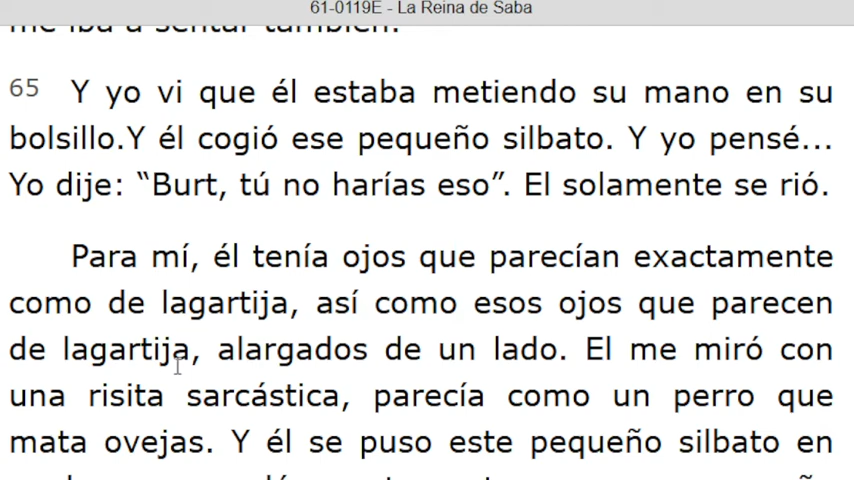 61-0119E - La Reina de Saba
me iba a sentar también.
65 Y yo vi que él estaba metiendo su mano en su
bolsillo.Y él cogió ese pequeño silbato. Y yo pensé...
Yo dije: “Burt, tú no harías eso”. El solamente se rió.
Para mí, él tenía ojos que parecían exactamente
como de lagartija, así como esos ojos que parecen
de lagartija, alargados de un lado. El me miró con
una risita sarcástica, parecía como un perro que
mata ovejas. Y él se puso este pequeño silbato en